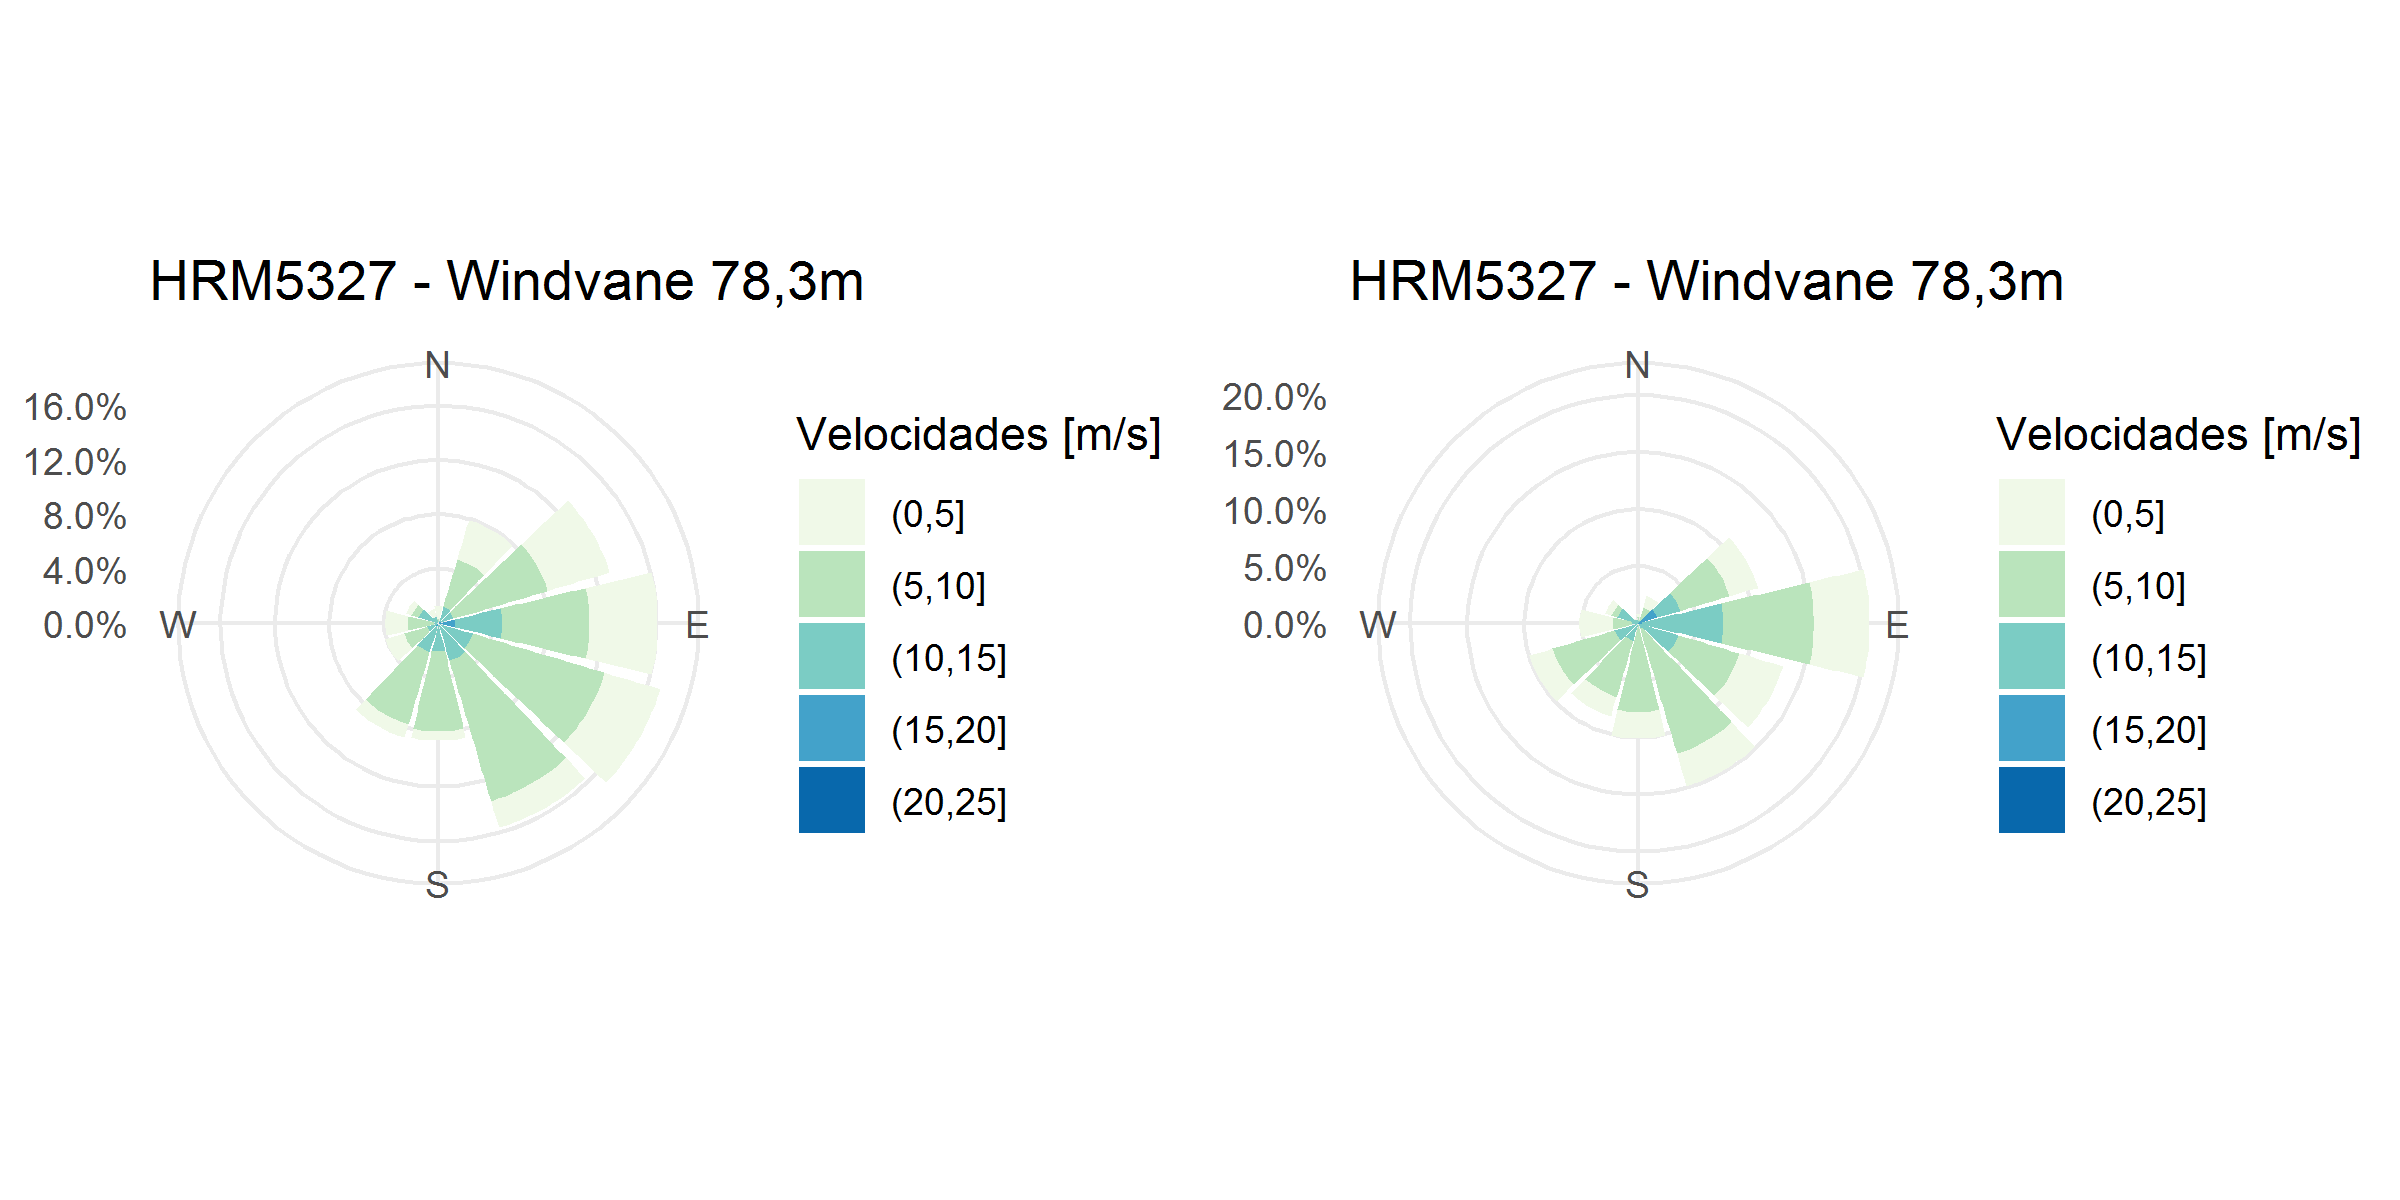 HRM5327 - Windvane 78,3m
N
16.0%
12.0%
8.0%
4.0%
0.0%
W
E
S
Velocidades [m/s]
(0,5]
(5,10]
(10,15]
(15,20]
(20,25]
HRM5327 - Windvane 78,3m
N
20.0%
15.0%
10.0%
5.0%
0.0%
W
E
S
Velocidades [m/s]
(0,5]
(5,10]
(10,15]
(15,20]
(20,25]